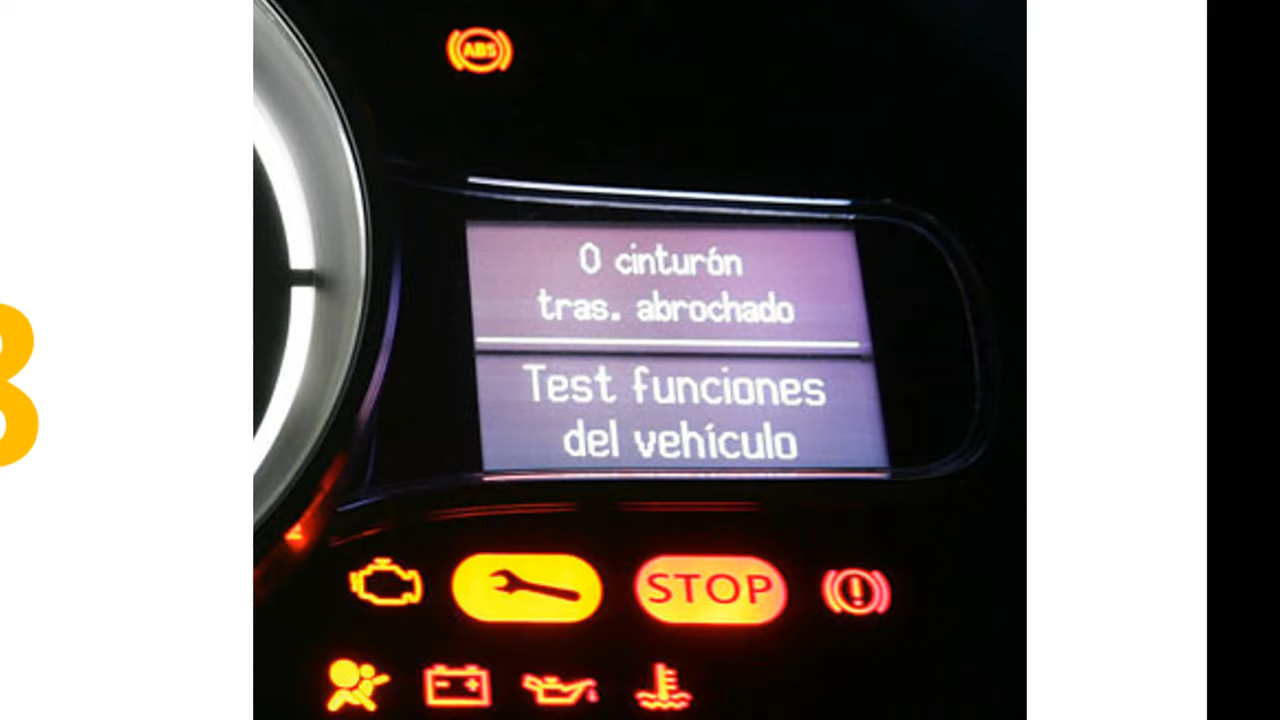 ABS
0 cinturón
tras. abrochado
Test funciones
del vehículo
STOP